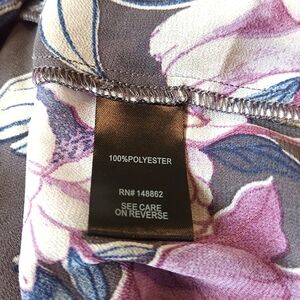 100%POLYESTER
RN# 148862
SEE CARE
ON REVERSE